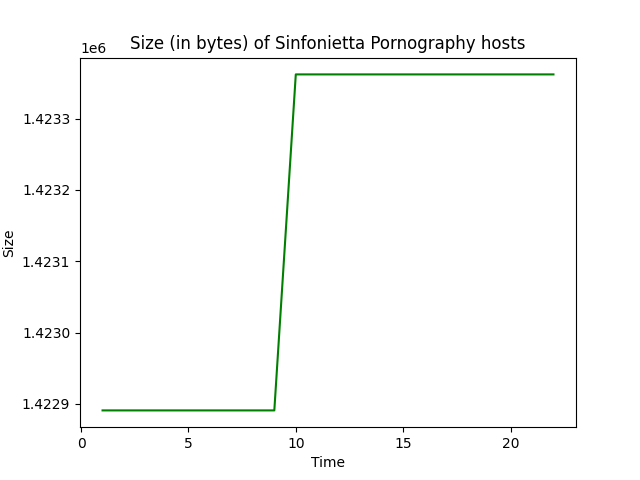 Size (in bytes) of Sinfonietta Pornography hosts
1e6
1.4233
1.4232
1.4231
1.4230
1.4229
Size
0 5 10 15 20
Time